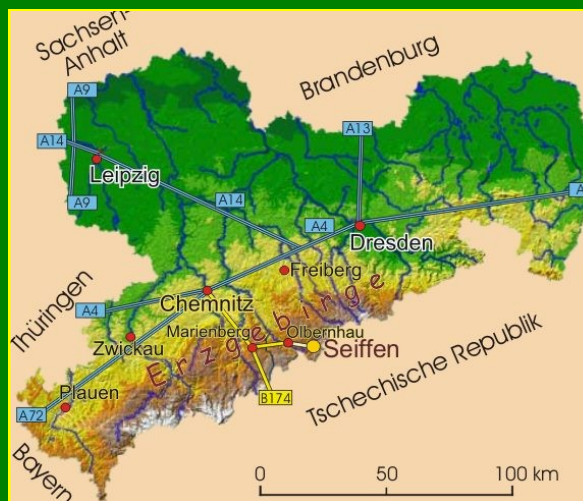 Sachsen-
Anhalt
Brandenburg
A9
A13
A14
Leipzig
A9
A14
A4
A
Dresden
Freiberg
Thüringen
A4
Chemnitz
Erzgebirge
Marienberg
Olbernhau
Zwickau
Seiffen
Tschechische Republik
Plauen
B174
A72
Bayern
0 50 100 km